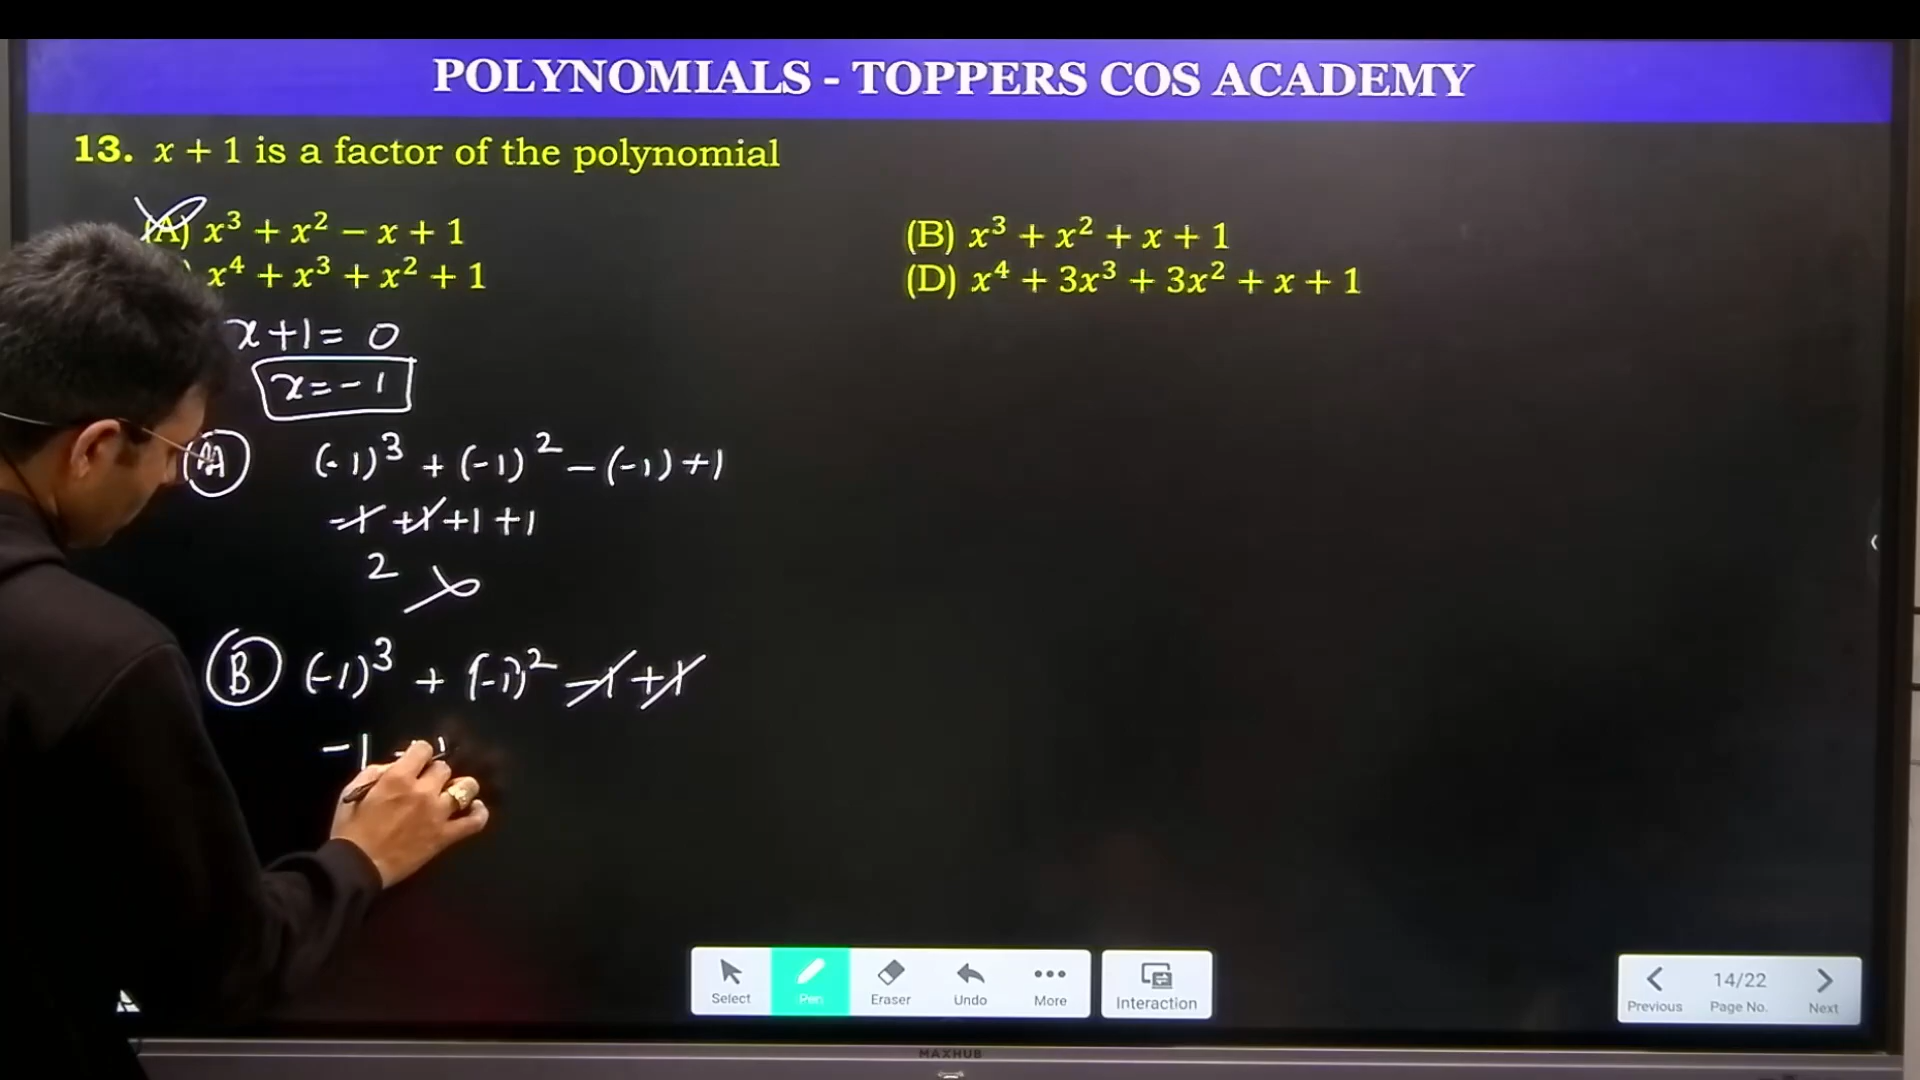 POLYNOMIALS - TOPPERS COS ACADEMY
13. x + 1 is a factor of the polynomial
(A) x³ + x² − x + 1
(B) x³ + x² + x + 1
) x⁴ + x³ + x² + 1
(D) x⁴ + 3x³ + 3x² + x + 1
x+1= 0
x=-1
A (-1)³ + (-1)² - (-1) +1
-1 +1 +1 +1
2
B (-1)³ + (-1)² -1 +1
-1
Select
Pen
Eraser
Undo
More
Interaction
Previous
14/22
Page No.
Next
MAXHUB